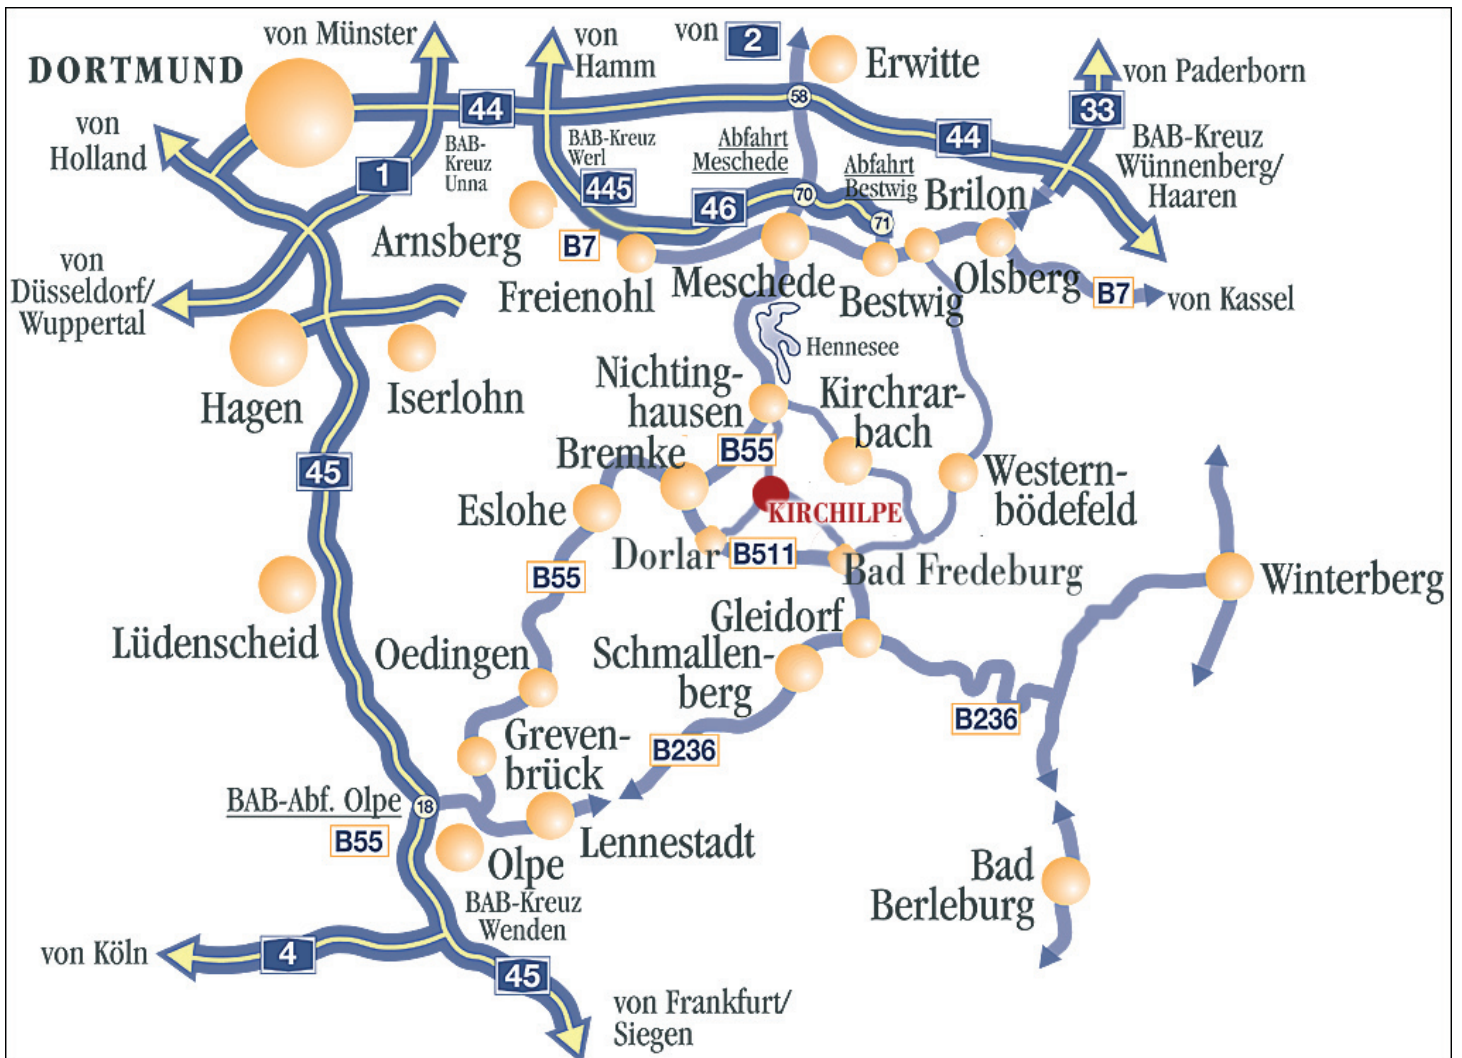 von Münster
von
Hamm
von
2
Erwitte
DORTMUND
von Paderborn
58
44
33
von
Holland
BAB-
Kreuz
Unna
BAB-Kreuz
Werl
Abfahrt
Meschede
44
BAB-Kreuz
Wünnenberg/
Haaren
1
445
46
70
Abfahrt
Bestwig
71
Brilon
Arnsberg
B7
von
Düsseldorf/
Wuppertal
Freienohl
Meschede
Bestwig
Olsberg
B7
von Kassel
Hennesee
Hagen
Iserlohn
Nichting-
hausen
Kirchrar-
bach
45
Bremke
B55
Western-
bödefeld
Eslohe
KIRCHILPE
Dorlar
B511
Bad Fredeburg
B55
Winterberg
Lüdenscheid
Gleidorf
Oedingen
Schmallen-
berg
B236
Greven-
brück
B236
BAB-Abf. Olpe
18
B55
Olpe
Lennestadt
Bad
Berleburg
BAB-Kreuz
Wenden
von Köln
4
45
von Frankfurt/
Siegen